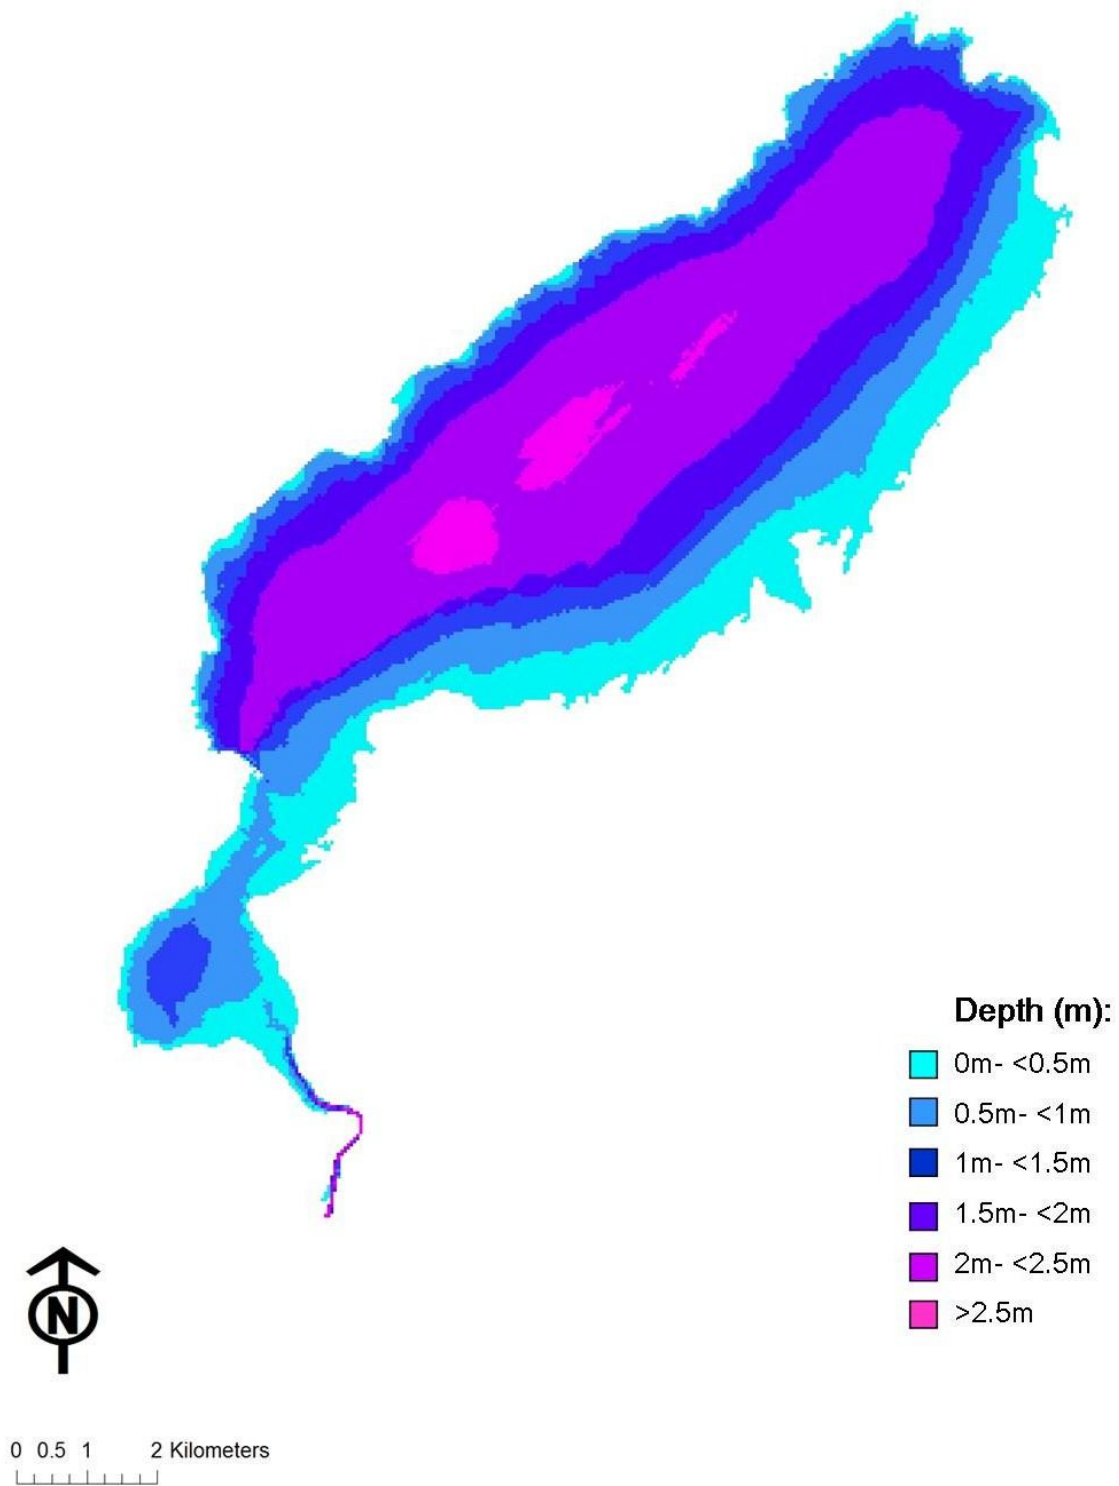 Depth (m):
0m- <0.5m
0.5m- <1m
1m- <1.5m
1.5m- <2m
2m- <2.5m
>2.5m
N
0 0.5 1 2 Kilometers